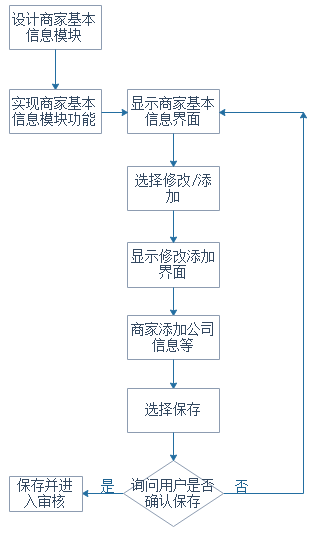 设计商家基本
信息模块
实现商家基本
信息模块功能
显示商家基本
信息界面
选择修改/添
加
显示修改添加
界面
商家添加公司
信息等
选择保存
询问用户是否
确认保存
是
否
保存并进
入审核